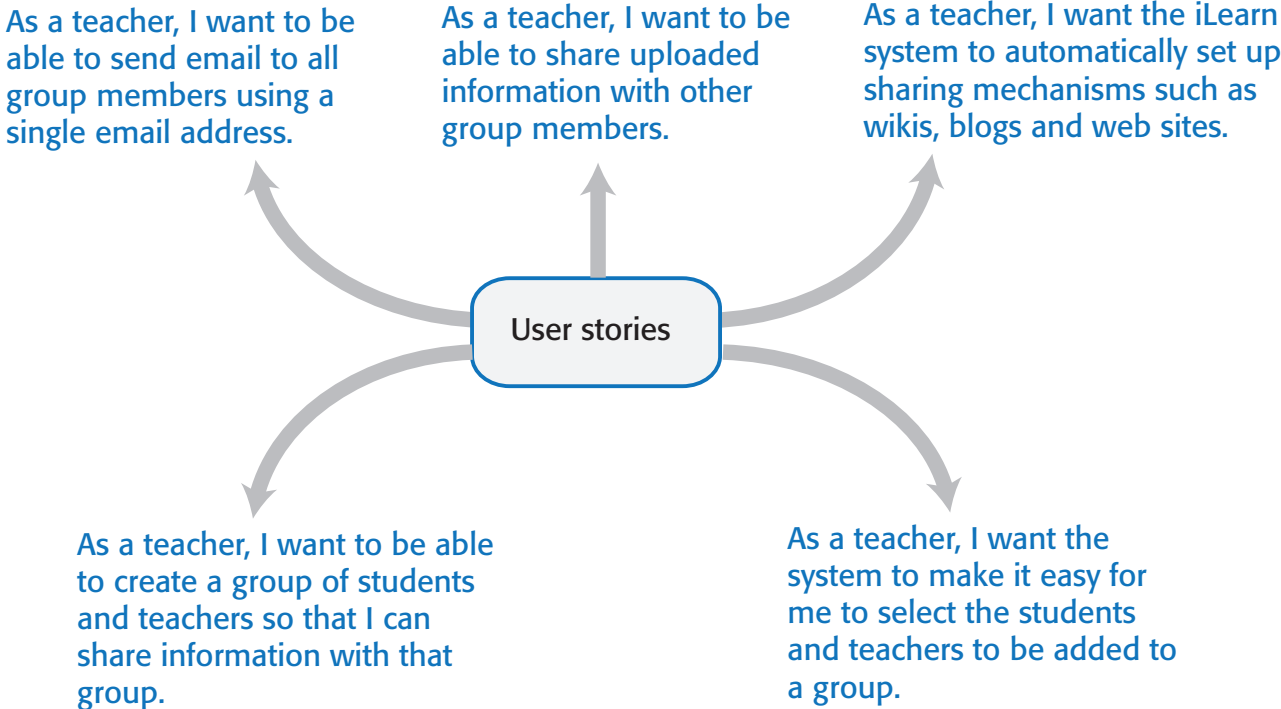 As a teacher, I want to be
able to send email to all
group members using a
single email address.
As a teacher, I want to be
able to share uploaded
information with other
group members.
As a teacher, I want the iLearn
system to automatically set up
sharing mechanisms such as
wikis, blogs and web sites.
User stories
As a teacher, I want to be able
to create a group of students
and teachers so that I can
share information with that
group.
As a teacher, I want the
system to make it easy for
me to select the students
and teachers to be added to
a group.